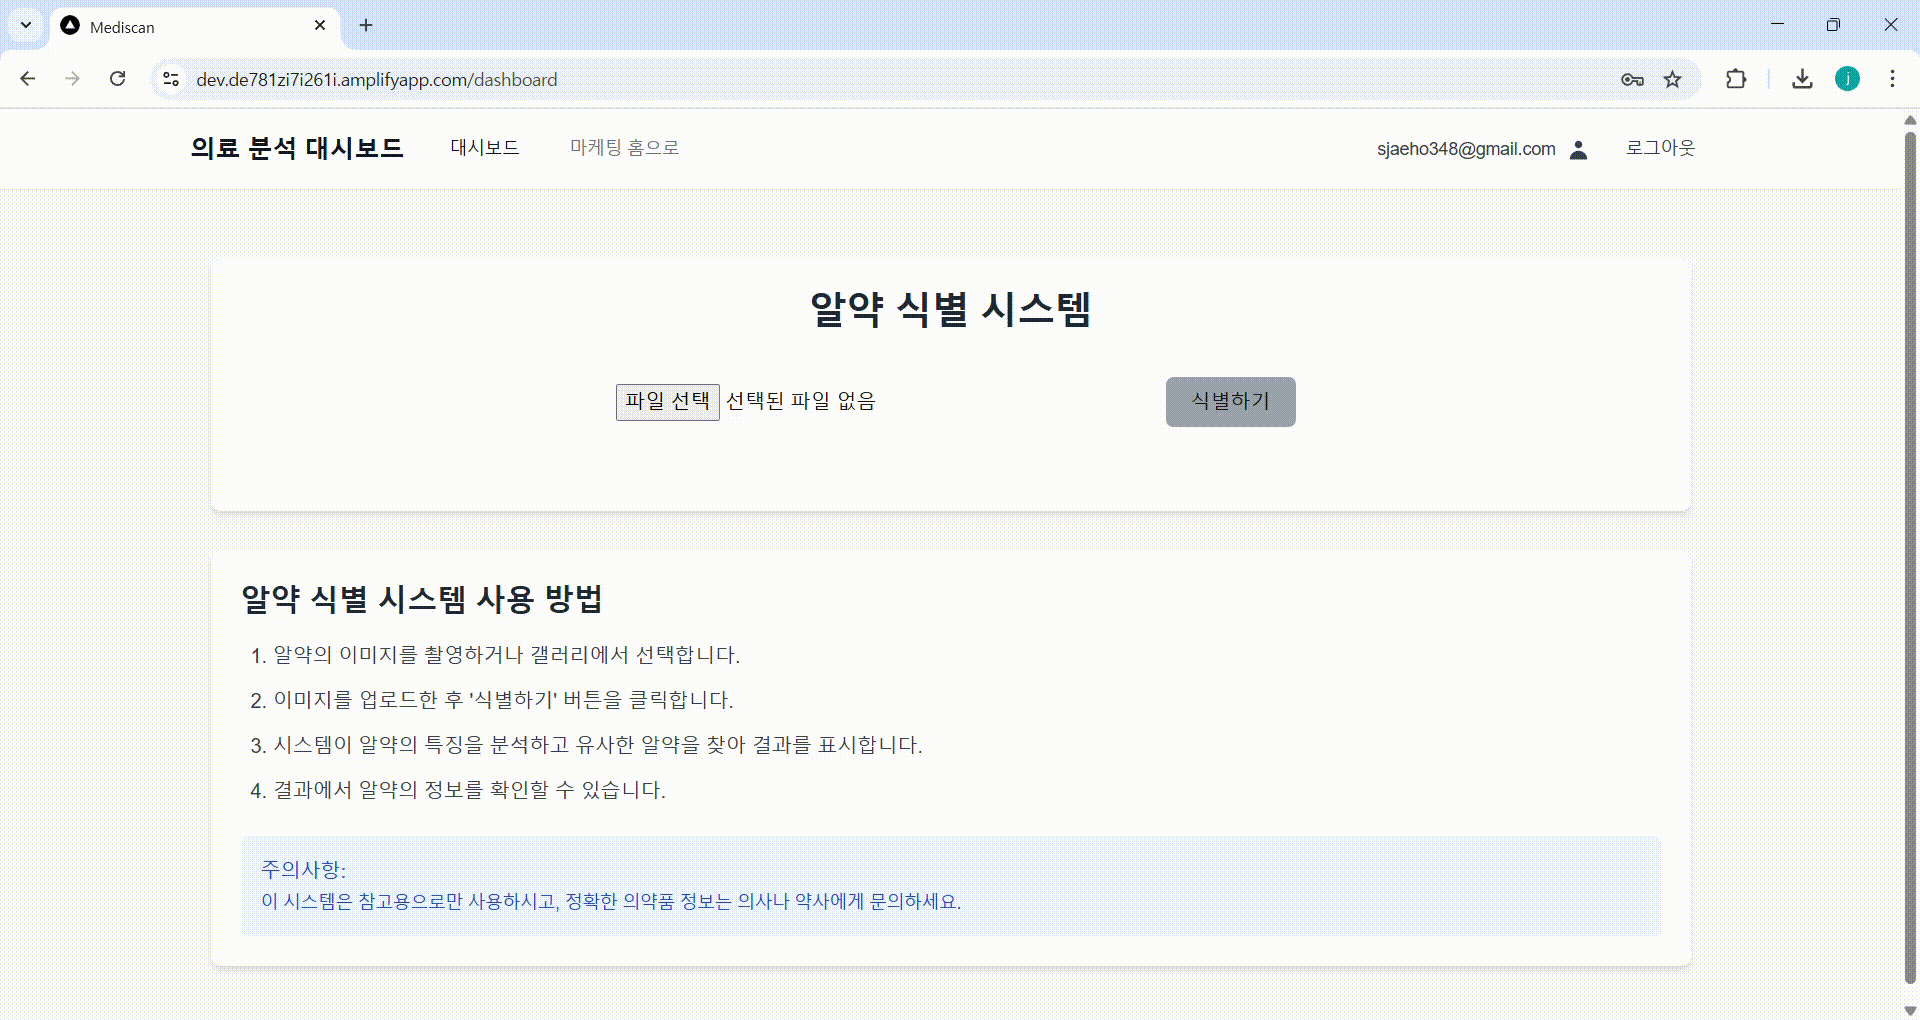 Mediscan
dev.de781zi7i261i.amplifyapp.com/dashboard
j
의료 분석 대시보드
대시보드
마케팅 홈으로
sjaeho348@gmail.com
로그아웃
알약 식별 시스템
파일 선택 선택된 파일 없음
식별하기
알약 식별 시스템 사용 방법
1. 알약의 이미지를 촬영하거나 갤러리에서 선택합니다.
2. 이미지를 업로드한 후 '식별하기' 버튼을 클릭합니다.
3. 시스템이 알약의 특징을 분석하고 유사한 알약을 찾아 결과를 표시합니다.
4. 결과에서 알약의 정보를 확인할 수 있습니다.
주의사항:
이 시스템은 참고용으로만 사용하시고, 정확한 의약품 정보는 의사나 약사에게 문의하세요.